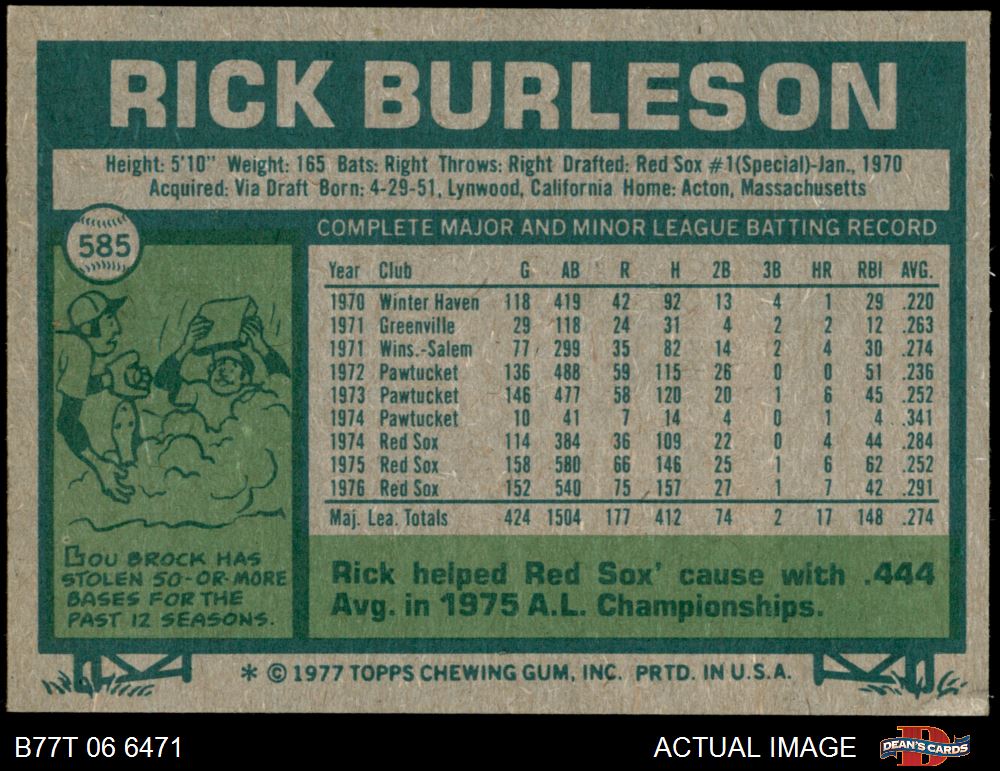 RICK BURLESON
Height: 5'10" Weight: 165 Bats: Right Throws: Right Drafted: Red Sox #1(Special)-Jan., 1970
Acquired: Via Draft Born: 4-29-51, Lynwood, California Home: Acton, Massachusetts
585
COMPLETE MAJOR AND MINOR LEAGUE BATTING RECORD
Year Club G AB R H 2B 3B HR RBI AVG.
1970 Winter Haven 118 419 42 92 13 4 1 29 .220
1971 Greenville 29 118 24 31 4 2 2 12 .263
1971 Wins.-Salem 77 299 35 82 14 2 4 30 .274
1972 Pawtucket 136 488 59 115 26 0 0 51 .236
1973 Pawtucket 146 477 58 120 20 1 6 45 .252
1974 Pawtucket 10 41 7 14 4 0 1 4 .341
1974 Red Sox 114 384 36 109 22 0 4 44 .284
1975 Red Sox 158 580 66 146 25 1 6 62 .252
1976 Red Sox 152 540 75 157 27 1 7 42 .291
Maj. Lea. Totals 424 1504 177 412 74 2 17 148 .274
LOU BROCK HAS
STOLEN 50-OR-MORE
BASES FOR THE
PAST 12 SEASONS.
Rick helped Red Sox' cause with .444
Avg. in 1975 A.L. Championships.
* © 1977 TOPPS CHEWING GUM, INC. PRTD. IN U.S.A.
B77T 06 6471
ACTUAL IMAGE
DEAN'S CARDS